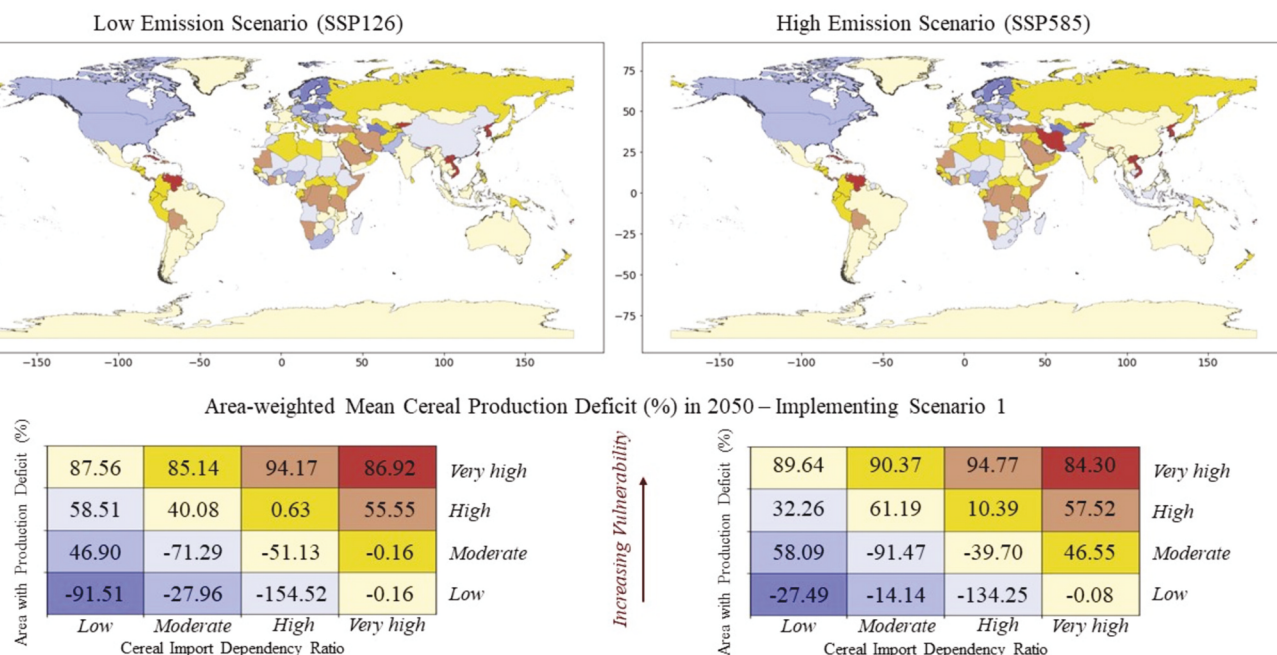 Low Emission Scenario (SSP126)
High Emission Scenario (SSP585)
75
50
25
0
−25
−50
−75
−150 −100 −50 0 50 100 150
−150 −100 −50 0 50 100 150
Area-weighted Mean Cereal Production Deficit (%) in 2050 – Implementing Scenario 1
Area with Production Deficit (%)
87.56 85.14 94.17 86.92 Very high
58.51 40.08 0.63 55.55 High
46.90 -71.29 -51.13 -0.16 Moderate
-91.51 -27.96 -154.52 -0.16 Low
Low Moderate High Very high
Cereal Import Dependency Ratio
Increasing Vulnerability
Area with Production Deficit (%)
89.64 90.37 94.77 84.30 Very high
32.26 61.19 10.39 57.52 High
58.09 -91.47 -39.70 46.55 Moderate
-27.49 -14.14 -134.25 -0.08 Low
Low Moderate High Very high
Cereal Import Dependency Ratio